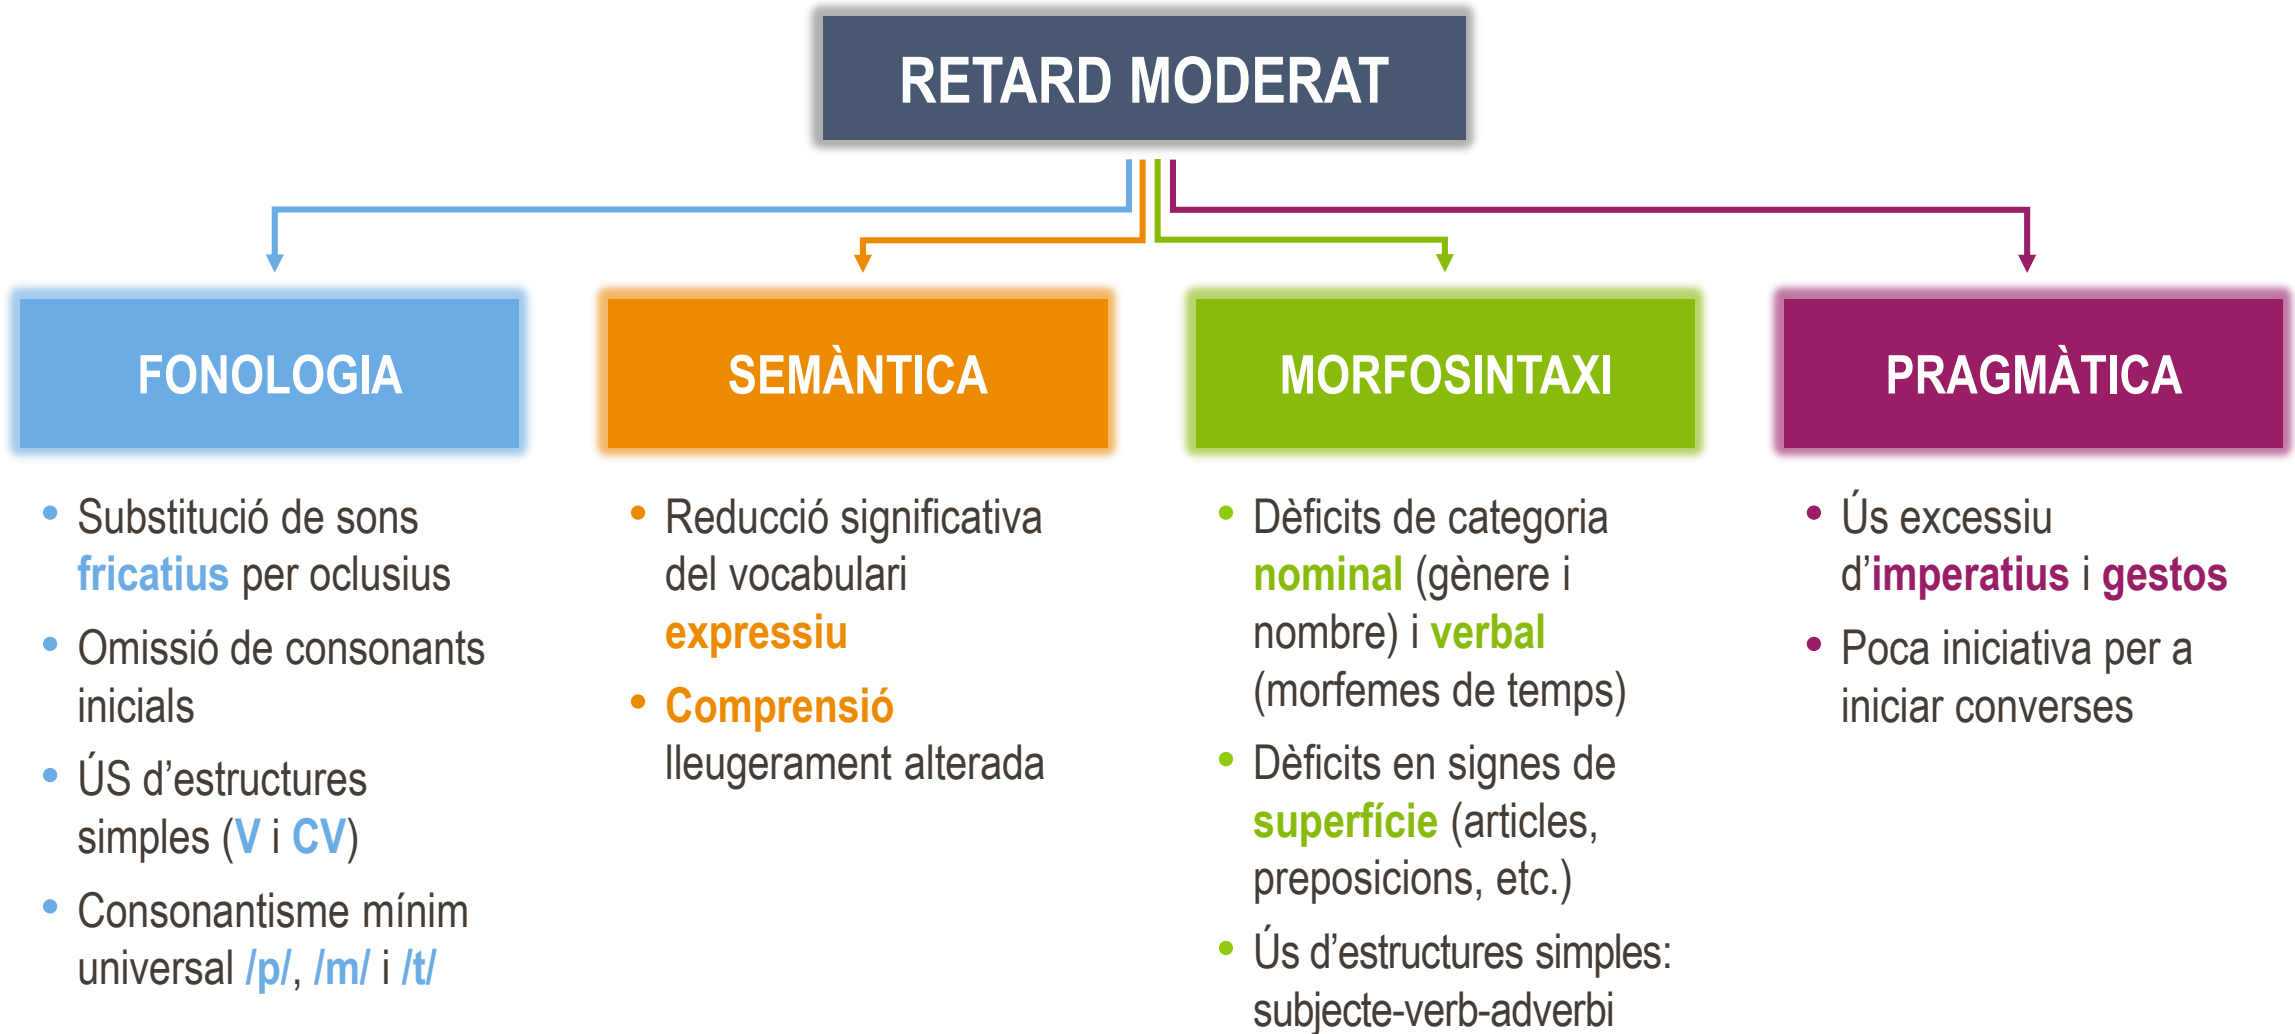 RETARD MODERAT
FONOLOGIA
Substitució de sons
fricatius per oclusius
Omissió de consonants
inicials
ÚS d’estructures
simples (V i CV)
Consonantisme mínim
universal /p/, /m/ i /t/
SEMÀNTICA
Reducció significativa
del vocabulari
expressiu
Comprensió
lleugerament alterada
MORFOSINTAXI
Dèficits de categoria
nominal (gènere i
nombre) i verbal
(morfemes de temps)
Dèficits en signes de
superfície (articles,
preposicions, etc.)
Ús d’estructures simples:
subjecte-verb-adverbi
PRAGMÀTICA
Ús excessiu
d’imperatius i gestos
Poca iniciativa per a
iniciar converses